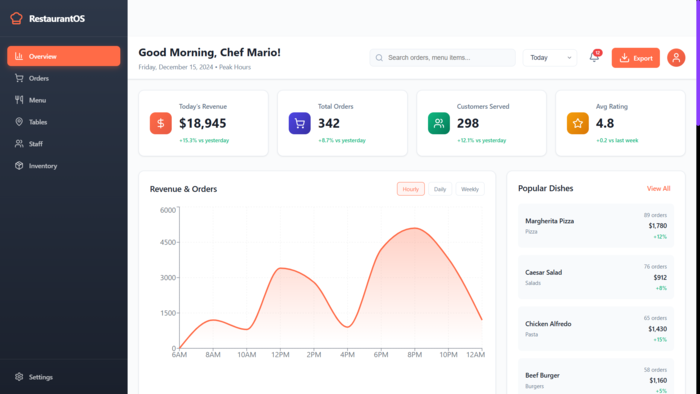 RestaurantOS
Overview
Orders
Menu
Tables
Staff
Inventory
Settings
Good Morning, Chef Mario!
Friday, December 15, 2024 • Peak Hours
Search orders, menu items...
Today
12
Export
Today's Revenue
$18,945
+15.3% vs yesterday
Total Orders
342
+8.7% vs yesterday
Customers Served
298
+12.1% vs yesterday
Avg Rating
4.8
+0.2 vs last week
Revenue & Orders
Hourly
Daily
Weekly
6000
4500
3000
1500
0
6AM 8AM 10AM 12PM 2PM 4PM 6PM 8PM 10PM 12AM
Popular Dishes
View All
Margherita Pizza
Pizza
89 orders
$1,780
+12%
Caesar Salad
Salads
76 orders
$912
+8%
Chicken Alfredo
Pasta
65 orders
$1,430
+15%
Beef Burger
Burgers
58 orders
$1,160
+5%